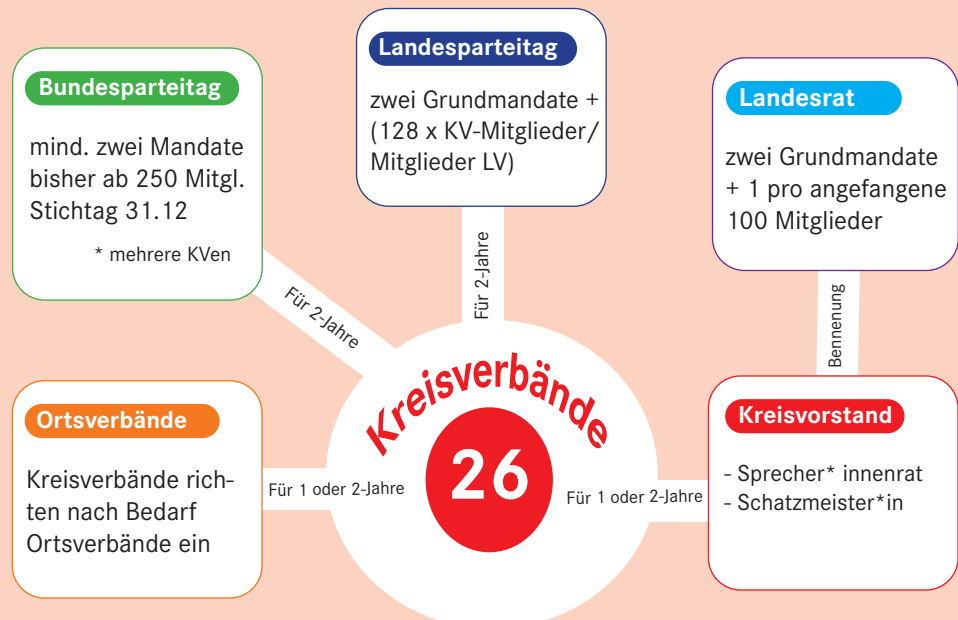 Bundesparteitag
mind. zwei Mandate
bisher ab 250 Mitgl.
Stichtag 31.12
* mehrere KVen
Landesparteitag
zwei Grundmandate +
(128 x KV-Mitglieder/
Mitglieder LV)
Landesrat
zwei Grundmandate
+ 1 pro angefangene
100 Mitglieder
Für 2-Jahre
Für 2-Jahre
Bennenung
Ortsverbände
Kreisverbände rich-
ten nach Bedarf
Ortsverbände ein
Für 1 oder 2-Jahre
Kreisverbände
26
Für 1 oder 2-Jahre
Kreisvorstand
- Sprecher* innenrat
- Schatzmeister*in